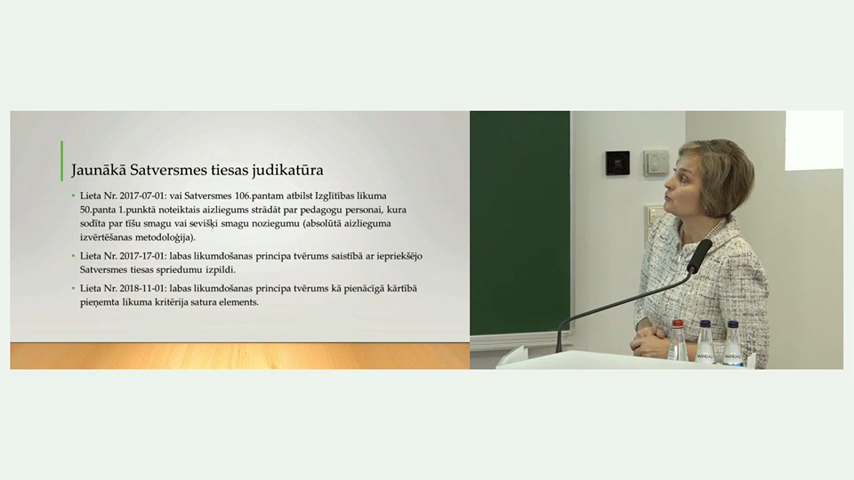 Jaunākā Satversmes tiesas judikatūra
Lieta Nr. 2017-07-01: vai Satversmes 106.pantam atbilst Izglītības likuma
50.panta 1.punktā noteiktais aizliegums strādāt par pedagogu personai, kura
sodīta par tīšu smagu vai sevišķi smagu noziegumu (absolūtā aizlieguma
izvērtēšanas metodoloģija).
Lieta Nr. 2017-17-01: labas likumdošanas principa tvērums saistībā ar iepriekšējo
Satversmes tiesas spriedumu izpildi.
Lieta Nr. 2018-11-01: labas likumdošanas principa tvērums kā pienācīgā kārtībā
pieņemta likuma kritērija satura elements.